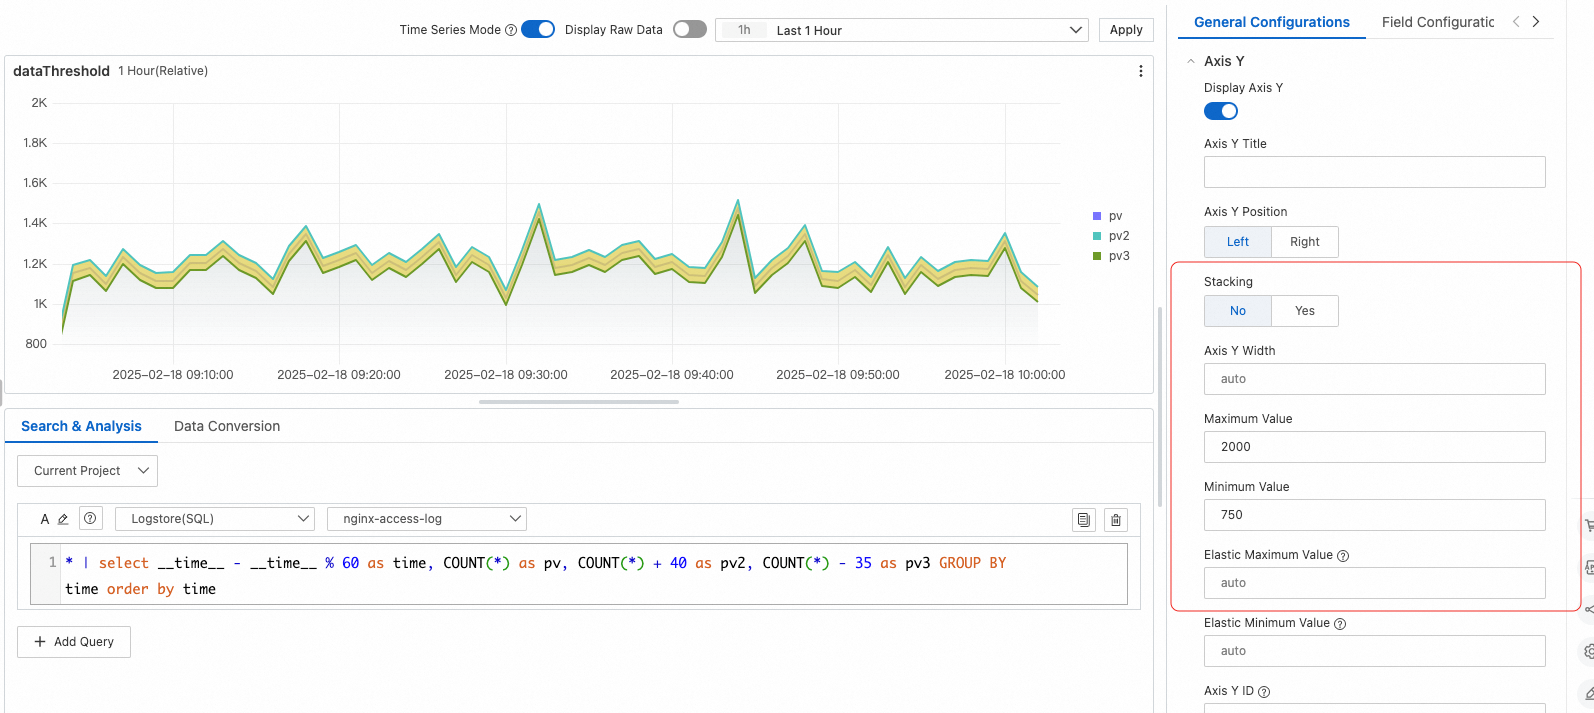 Time Series Mode
Display Raw Data
1h Last 1 Hour
Apply
General Configurations
Field Configuratic
dataThreshold 1 Hour(Relative)
2K
1.8K
1.6K
1.4K
1.2K
1K
800
2025-02-18 09:10:00
2025-02-18 09:20:00
2025-02-18 09:30:00
2025-02-18 09:40:00
2025-02-18 09:50:00
2025-02-18 10:00:00
pv
pv2
pv3
Axis Y
Display Axis Y
Axis Y Title
Axis Y Position
Left Right
Stacking
No Yes
Axis Y Width
auto
Maximum Value
2000
Minimum Value
750
Elastic Maximum Value
auto
Elastic Minimum Value
auto
Axis Y ID
Search & Analysis
Data Conversion
Current Project
A
Logstore(SQL)
nginx-access-log
1 * | select __time__ - __time__ % 60 as time, COUNT(*) as pv, COUNT(*) + 40 as pv2, COUNT(*) - 35 as pv3 GROUP BY
time order by time
+ Add Query